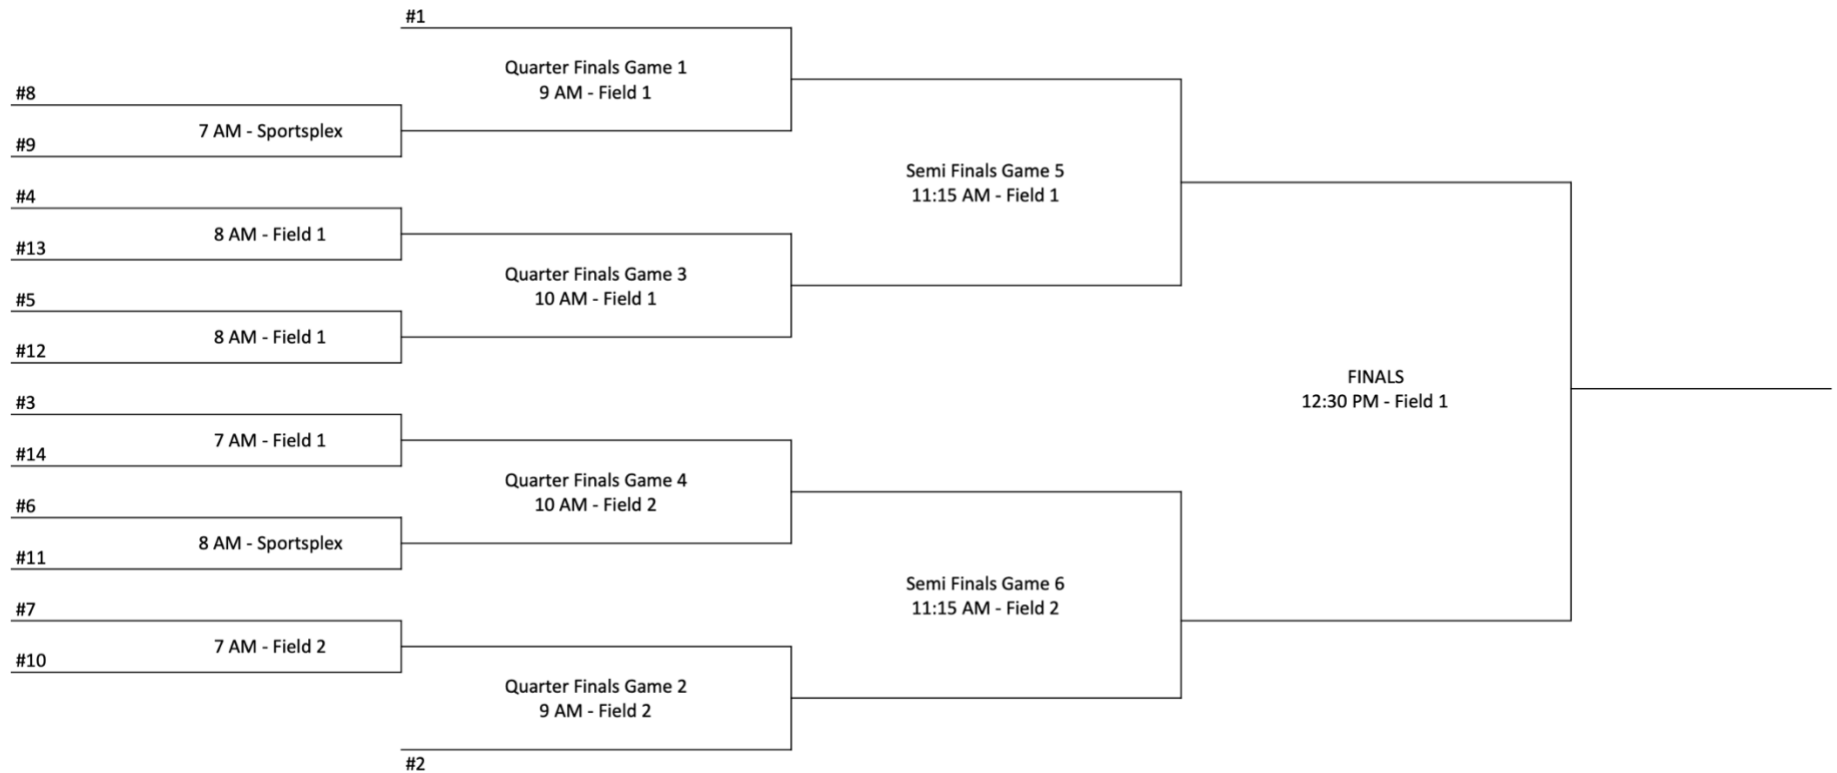 #1
Quarter Finals Game 1
9 AM - Field 1
#8
7 AM - Sportsplex
#9
Semi Finals Game 5
11:15 AM - Field 1
#4
8 AM - Field 1
#13
Quarter Finals Game 3
10 AM - Field 1
#5
8 AM - Field 1
#12
FINALS
12:30 PM - Field 1
#3
7 AM - Field 1
#14
Quarter Finals Game 4
10 AM - Field 2
#6
8 AM - Sportsplex
#11
Semi Finals Game 6
11:15 AM - Field 2
#7
7 AM - Field 2
#10
Quarter Finals Game 2
9 AM - Field 2
#2